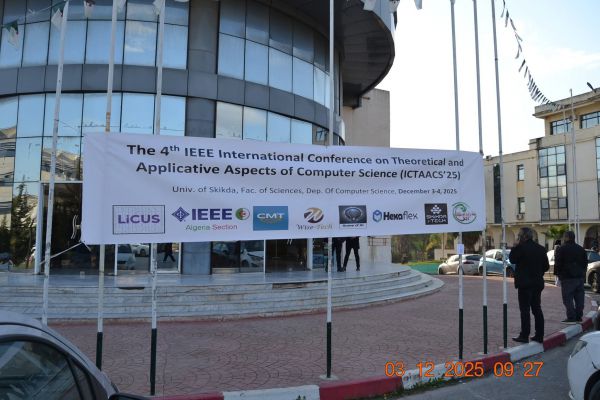 The 4th IEEE International Conference on Theoretical and
Applicative Aspects of Computer Science (ICTAACS'25)
Univ. of Skikda, Fac. of Sciences, Dep. Of Computer Science, December 3-4, 2025
LiCUS
IEEE
Algeria Section
CMT
Wise-Tech
Hexaflex
SKIKDA
I-TECH
03 12 2025 09 27